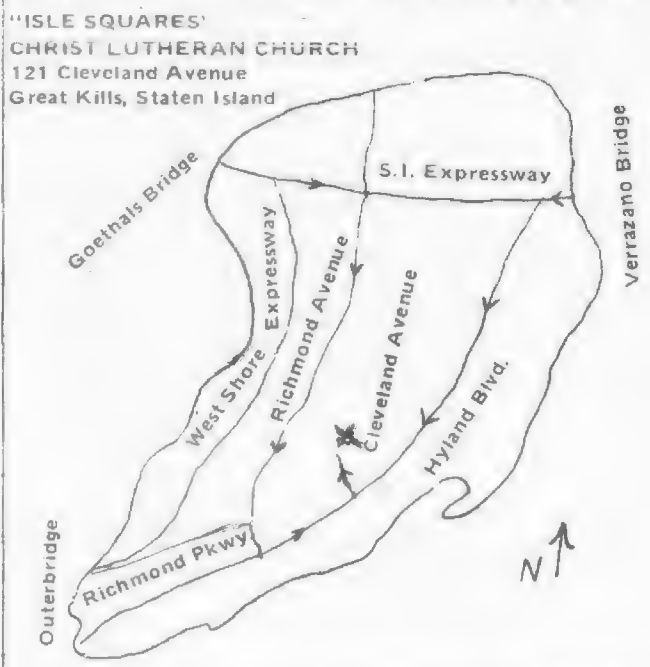 "ISLE SQUARES'
CHRIST LUTHERAN CHURCH
121 Cleveland Avenue
Great Kills, Staten Island
Goethals Bridge
S.I. Expressway
Verrazano Bridge
West Shore Expressway
Richmond Avenue
Cleveland Avenue
Hyland Blvd.
Outerbridge
Richmond Pkwy
N